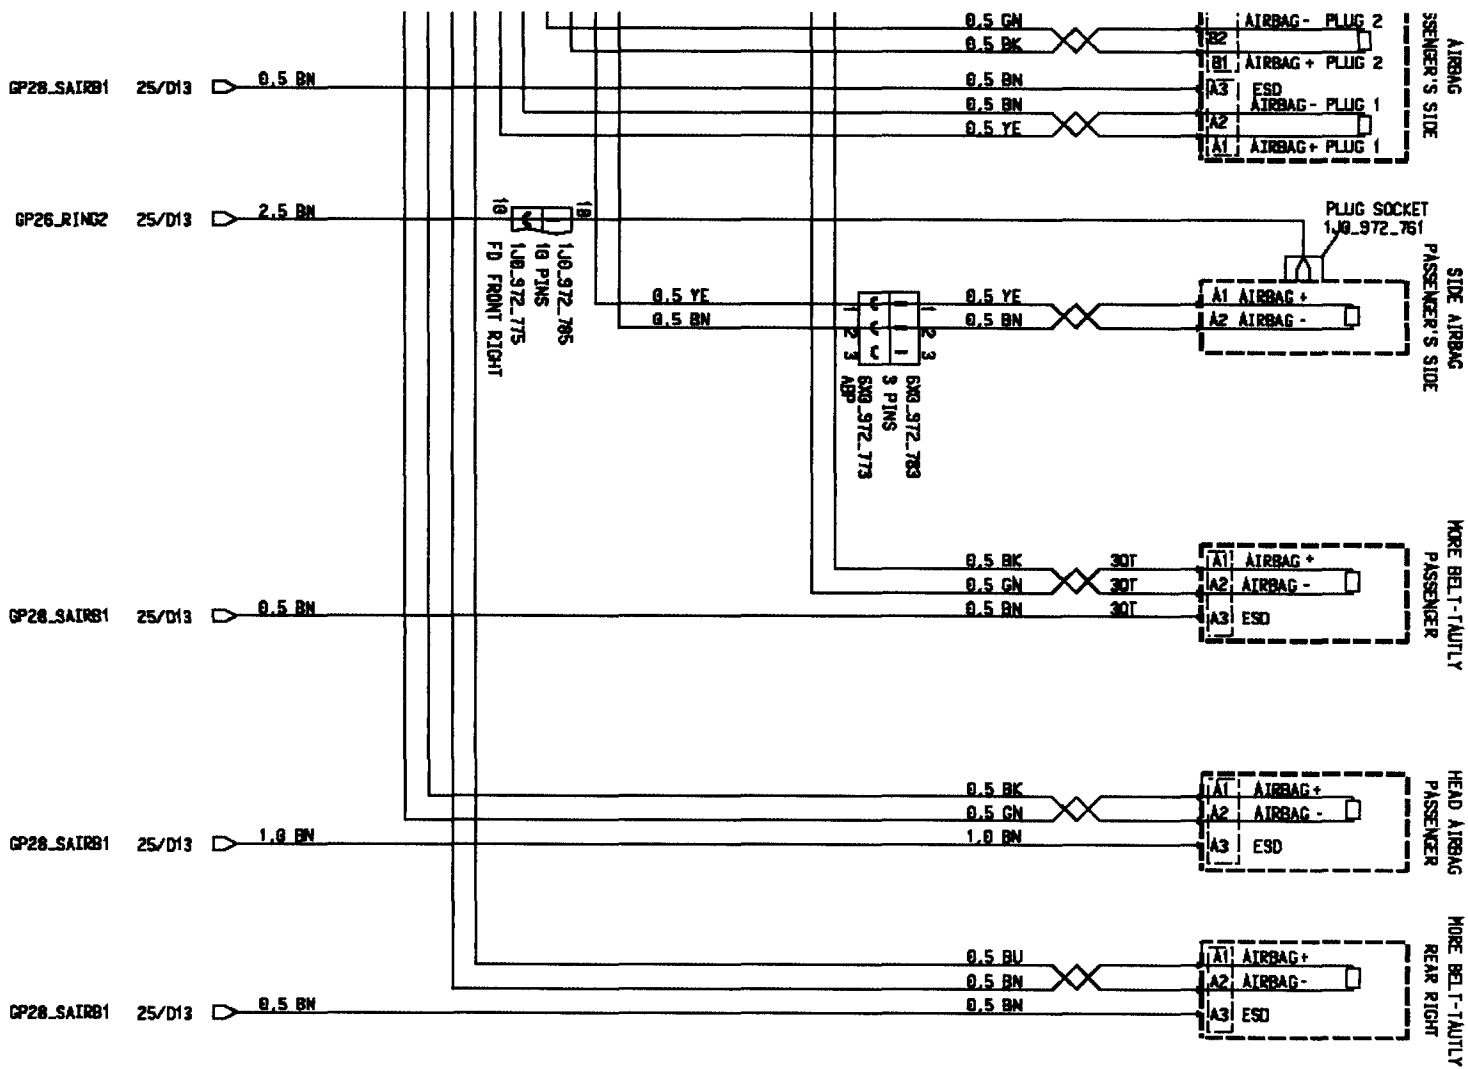 0.5 GN
AIRBAG- PLUG 2
0.5 BK
B2
B1 AIRBAG+ PLUG 2
AIRBAG
SSENGER'S SIDE
GP28_SAIRB1 25/D13 0.5 BN
0.5 BN
A3 ESD
0.5 BN
AIRBAG- PLUG 1
A2
0.5 YE
A1 AIRBAG+ PLUG 1
GP26_RING2 25/D13 2.5 BN
10
10
1J0_972_785
10 PINS
1J0_972_775
FD FRONT RIGHT
PLUG SOCKET
1J0_972_761
SIDE AIRBAG
PASSENGER'S SIDE
0.5 YE
0.5 YE
A1 AIRBAG+
0.5 BN
0.5 BN
A2 AIRBAG-
1
2
3
1
2
3
6X0_972_783
3 PINS
6X0_972_773
ABP
MORE BELT-TAUTLY
PASSENGER
0.5 BK 30T
A1 AIRBAG+
0.5 GN 30T
A2 AIRBAG-
GP28_SAIRB1 25/D13 0.5 BN
0.5 BN 30T
A3 ESD
HEAD AIRBAG
PASSENGER
0.5 BK
A1 AIRBAG+
0.5 GN
A2 AIRBAG-
GP28_SAIRB1 25/D13 1.0 BN
1.0 BN
A3 ESD
MORE BELT-TAUTLY
REAR RIGHT
0.5 BU
A1 AIRBAG+
0.5 BN
A2 AIRBAG-
GP28_SAIRB1 25/D13 0.5 BN
0.5 BN
A3 ESD